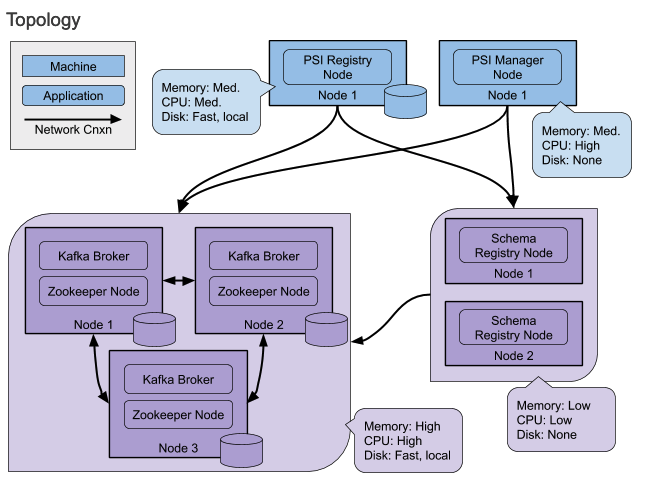 Topology
Machine
Application
Network Cnxn
Memory: Med.
CPU: Med.
Disk: Fast, local
PSI Registry
Node
Node 1
PSI Manager
Node
Node 1
Memory: Med.
CPU: High
Disk: None
Kafka Broker
Zookeeper Node
Node 1
Kafka Broker
Zookeeper Node
Node 2
Kafka Broker
Zookeeper Node
Node 3
Memory: High
CPU: High
Disk: Fast, local
Schema
Registry Node
Node 1
Schema
Registry Node
Node 2
Memory: Low
CPU: Low
Disk: None